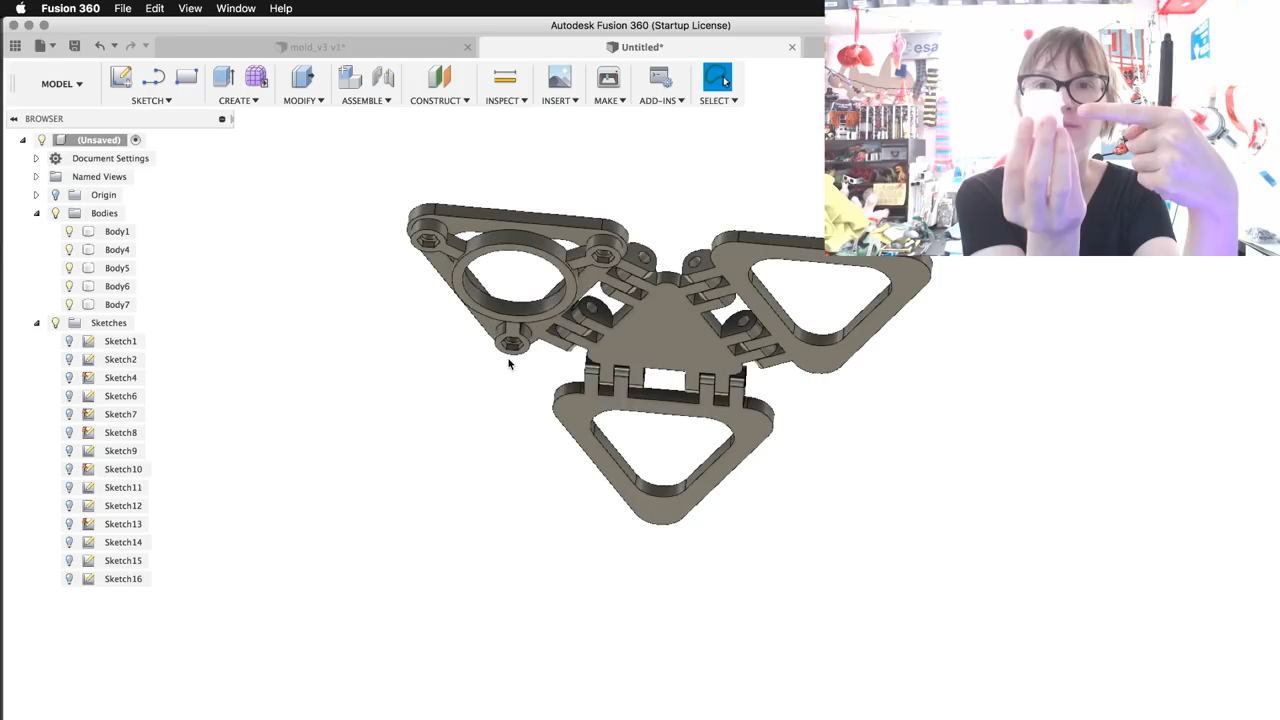 Fusion 360 File Edit View Window Help
Autodesk Fusion 360 (Startup License)
mold_v3 v1*
Untitled*
MODEL
SKETCH
CREATE
MODIFY
ASSEMBLE
CONSTRUCT
INSPECT
INSERT
MAKE
ADD-INS
SELECT
BROWSER
(Unsaved)
Document Settings
Named Views
Origin
Bodies
Body1
Body4
Body5
Body6
Body7
Sketches
Sketch1
Sketch2
Sketch4
Sketch6
Sketch7
Sketch8
Sketch9
Sketch10
Sketch11
Sketch12
Sketch13
Sketch14
Sketch15
Sketch16